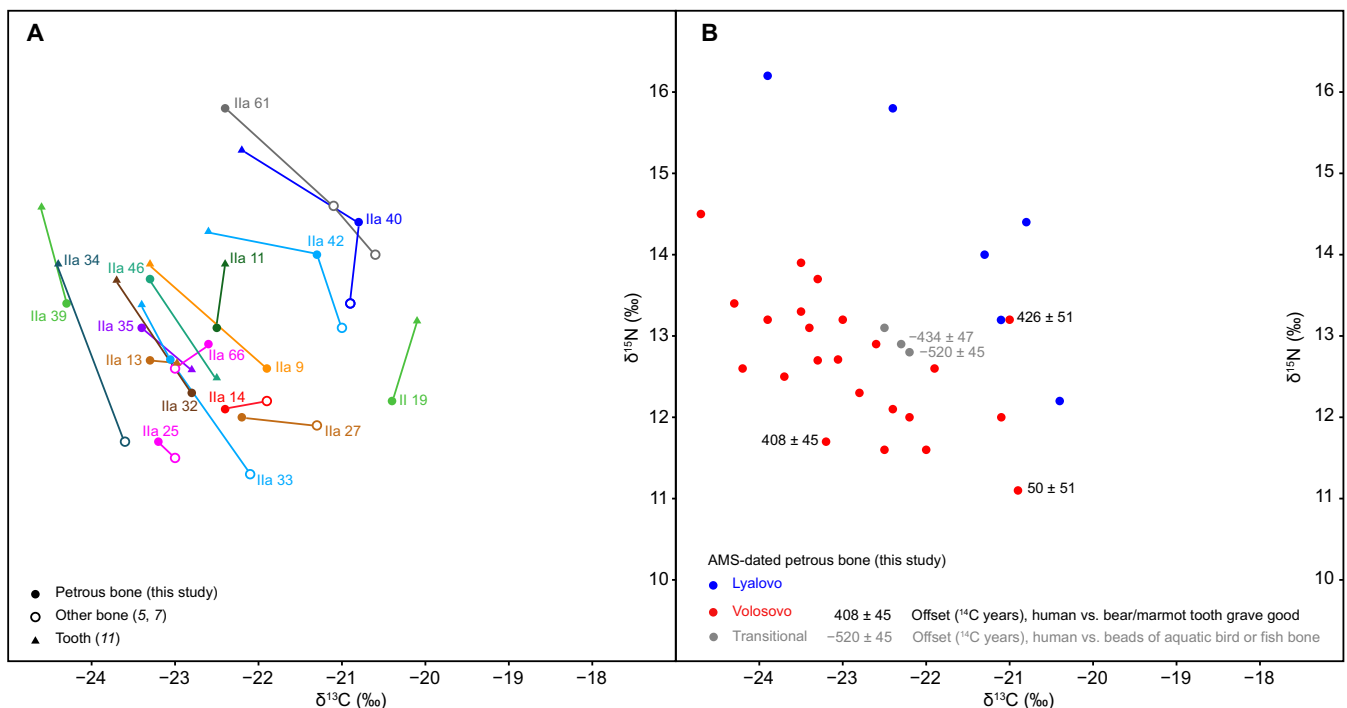 A
IIa 61
16
15
IIa 40
IIa 42
IIa 34
IIa 46
IIa 11
14
IIa 39
IIa 35
IIa 66
IIa 13
IIa 9
13
δ15N (‰)
IIa 32
IIa 14
II 19
IIa 27
12
IIa 25
IIa 33
11
10
Petrous bone (this study)
Other bone (5, 7)
Tooth (11)
−24 −23 −22 −21 −20 −19 −18
δ13C (‰)
B
16
15
14
426 ± 51
−434 ± 47
−520 ± 45
13
δ15N (‰)
12
408 ± 45
50 ± 51
11
10
AMS-dated petrous bone (this study)
Lyalovo
Volosovo 408 ± 45 Offset (14C years), human vs. bear/marmot tooth grave good
Transitional −520 ± 45 Offset (14C years), human vs. beads of aquatic bird or fish bone
−24 −23 −22 −21 −20 −19 −18
δ13C (‰)